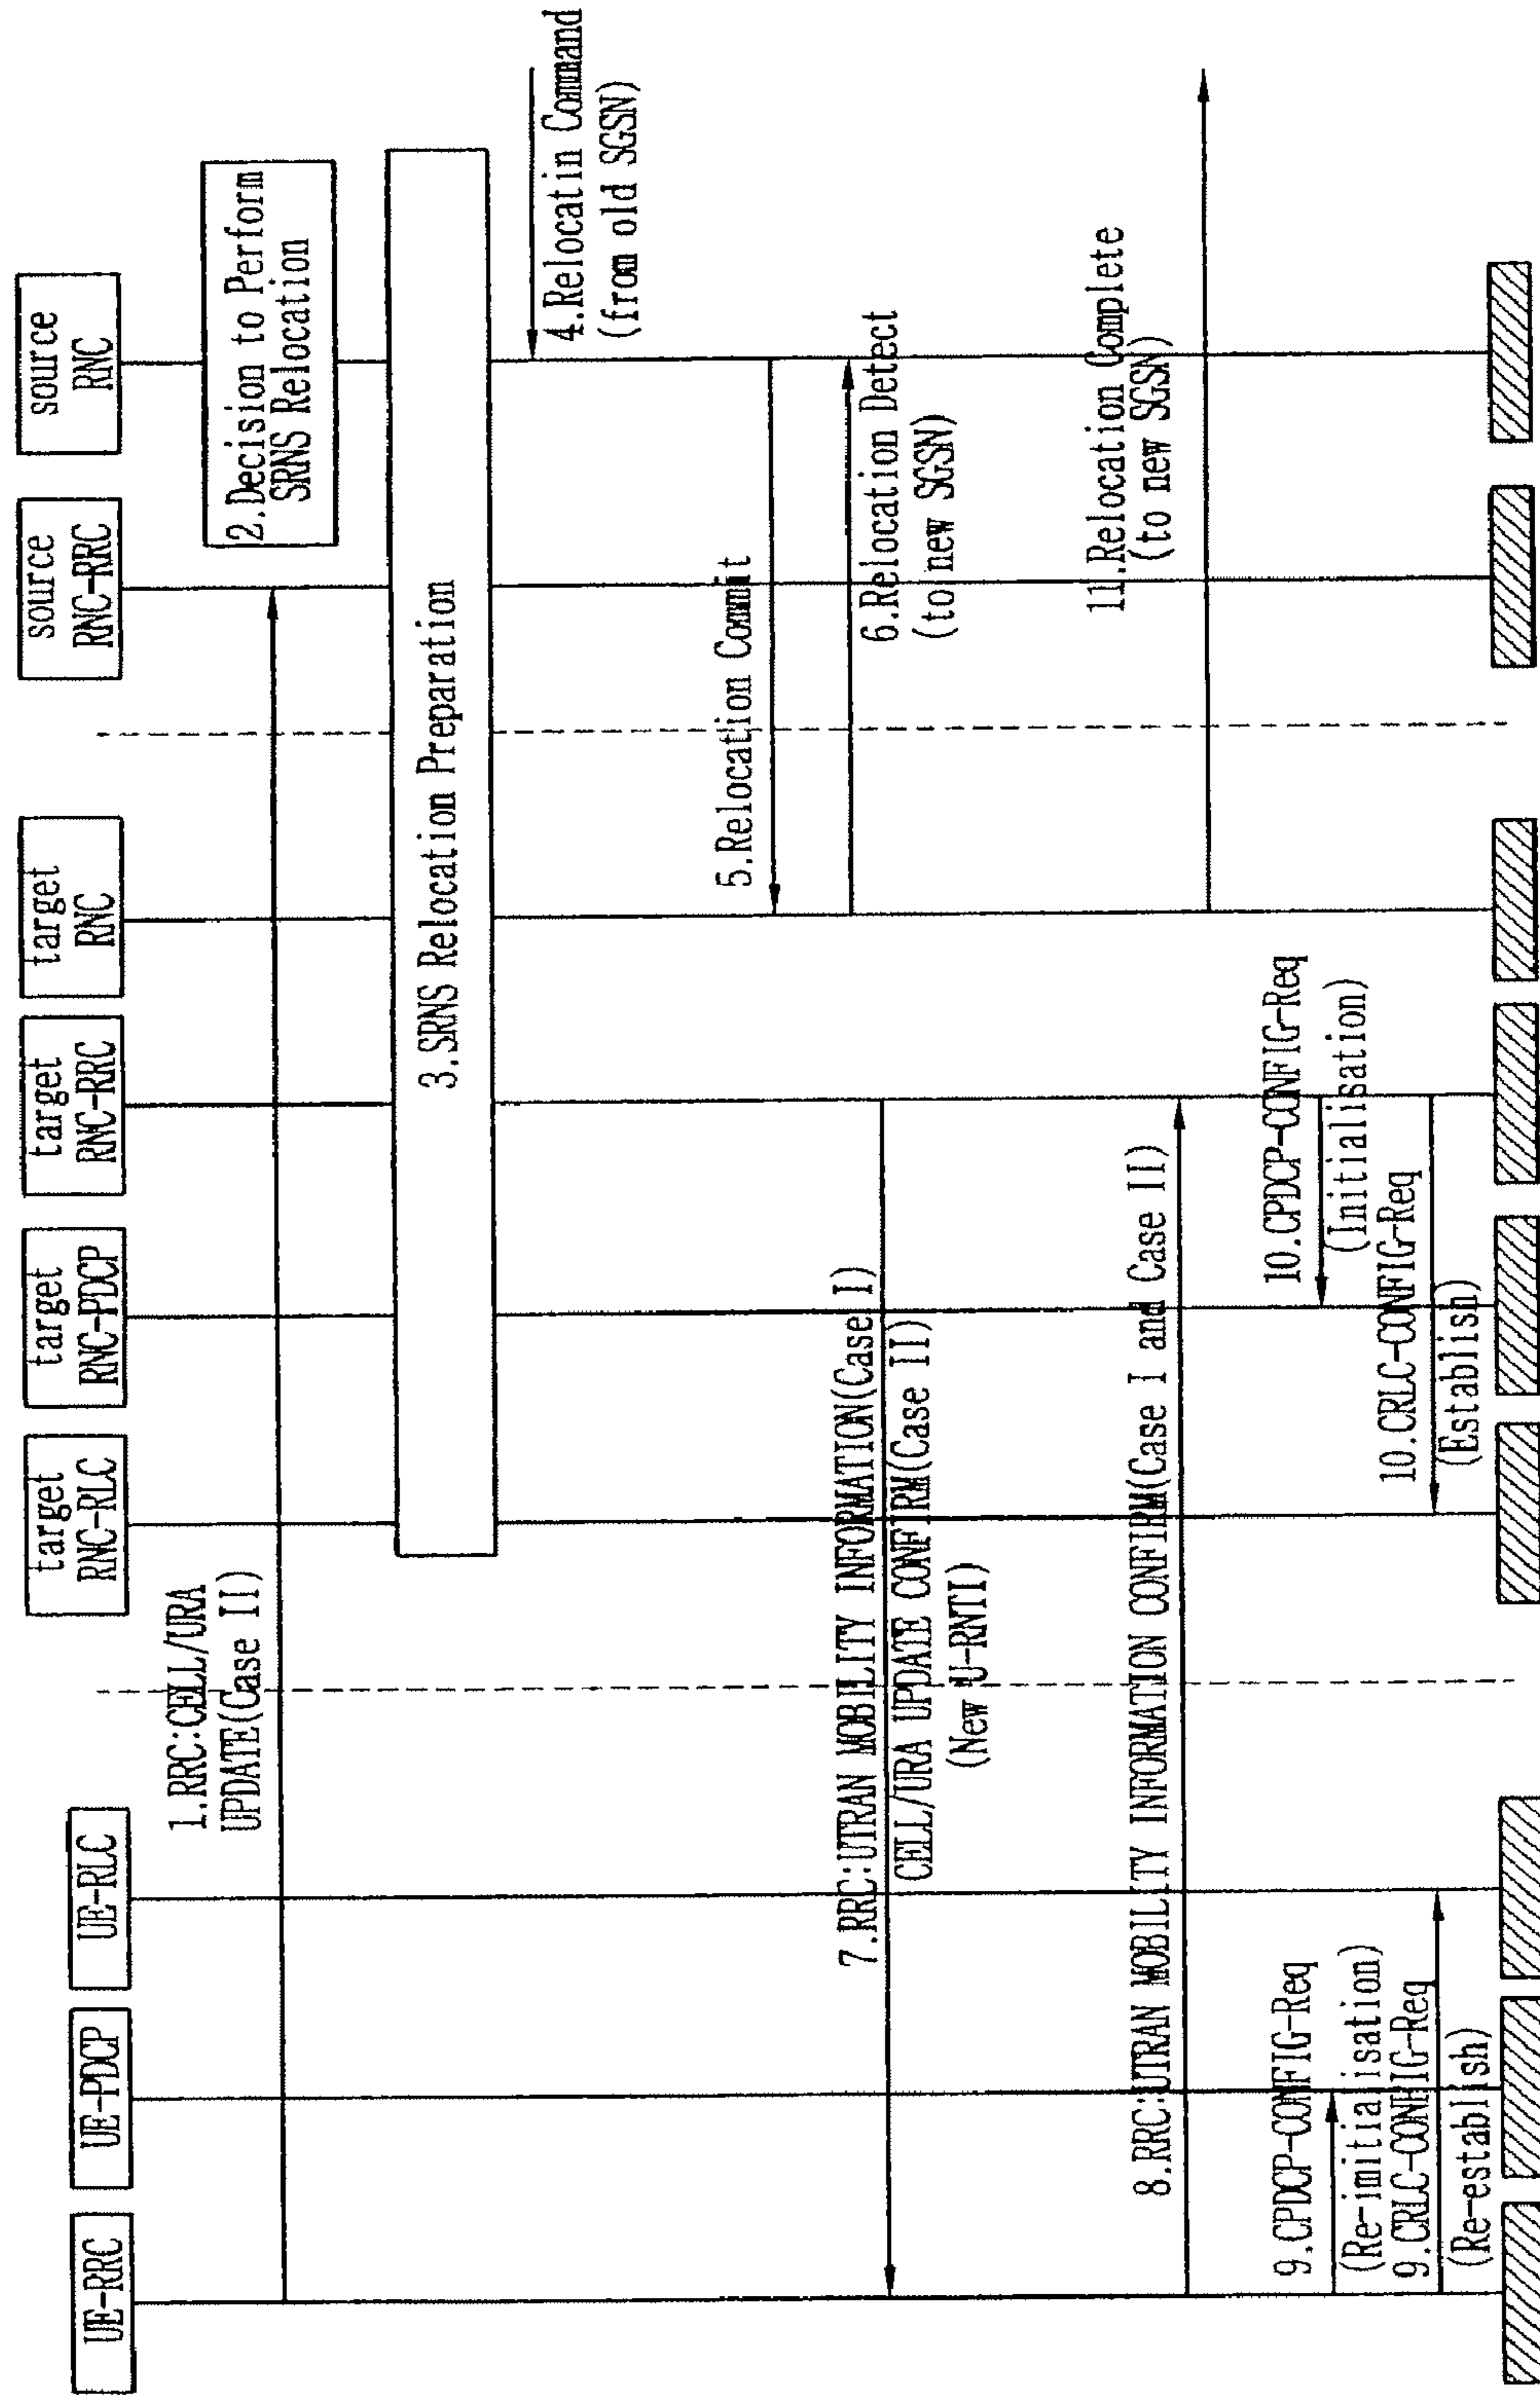 UE-RRC
UE-PDCP
UE-RLC
target
RNC-RLC
target
RNC-PDCP
target
RNC-RRC
target
RNC
source
RNC-RRC
source
RNC
1.RRC:CELL/URA
UPDATE(Case II)
2.Decision to Perform
SRNS Relocation
3.SRNS Relocation Preparation
4.Relocatin Command
(from old SGSN)
5.Relocation Commit
6.Relocation Detect
(to new SGSN)
7.RRC:UTRAN MOBILITY INFORMATION(Case I)
CELL/URA UPDATE CONFIRM(Case II)
(New U-RNTI)
8.RRC:UTRAN MOBILITY INFORMATION CONFIRM(Case I and Case II)
11.Relocation Complete
(to new SGSN)
9.CPDCP-CONFIG-Req
(Re-imitialisation)
9.CRLC-CONHIG-Req
(Re-establish)
10.CPDCP-CONFIG-Req
(Initialisation)
10.CRLC-CONFIG-Req
(Establisn)